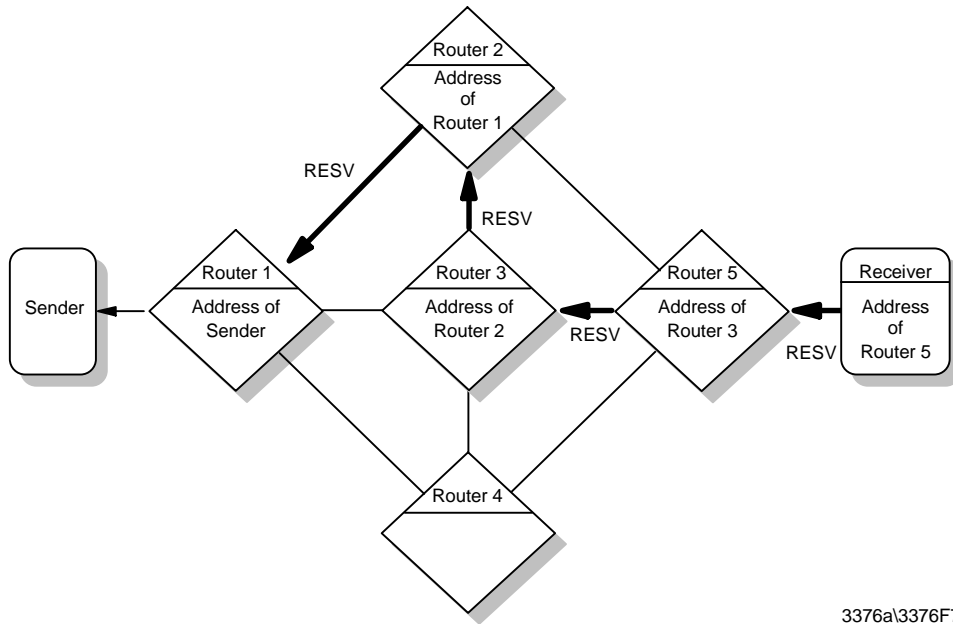 Router 2
Address
of
Router 1
RESV
RESV
Sender
Router 1
Address of
Sender
Router 3
Address of
Router 2
RESV
Router 5
Address of
Router 3
RESV
Receiver
Address
of
Router 5
Router 4